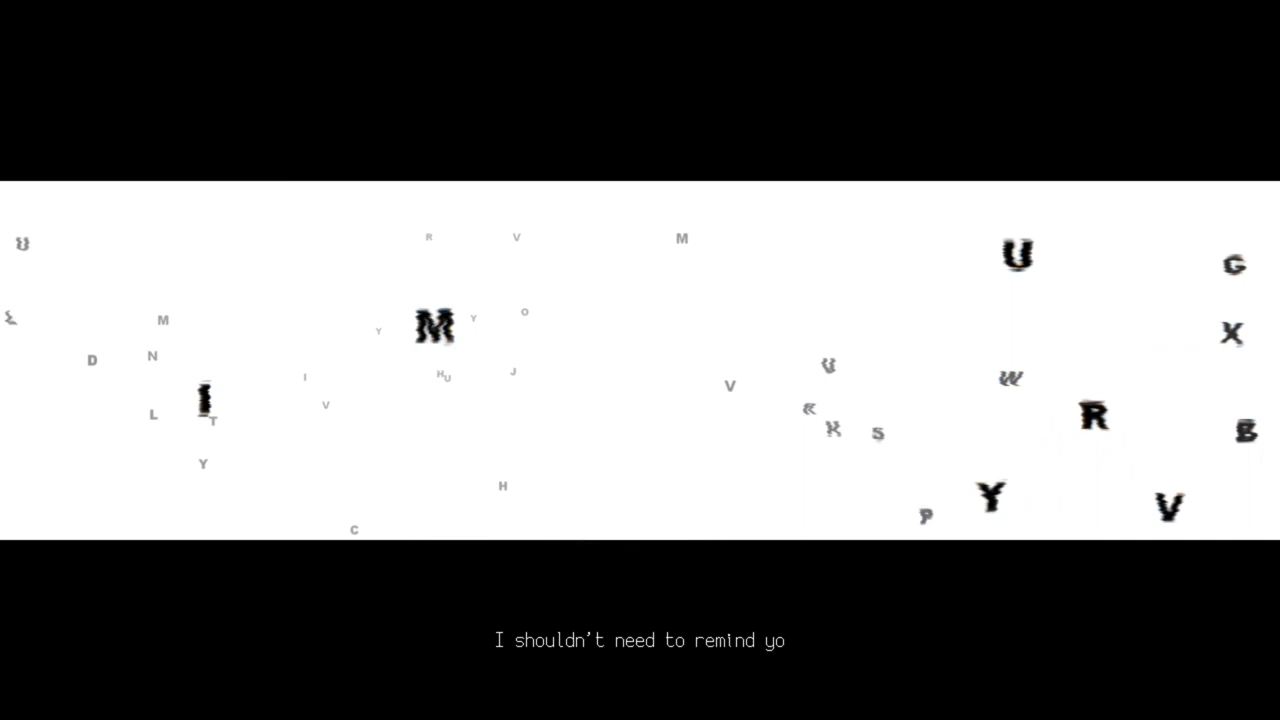 R V M U
U G
M O
Y Y
L M X
N
D
I H U J W
V U
I V R
L T K
K S B
Y
H Y V
P
C
I shouldn't need to remind yo